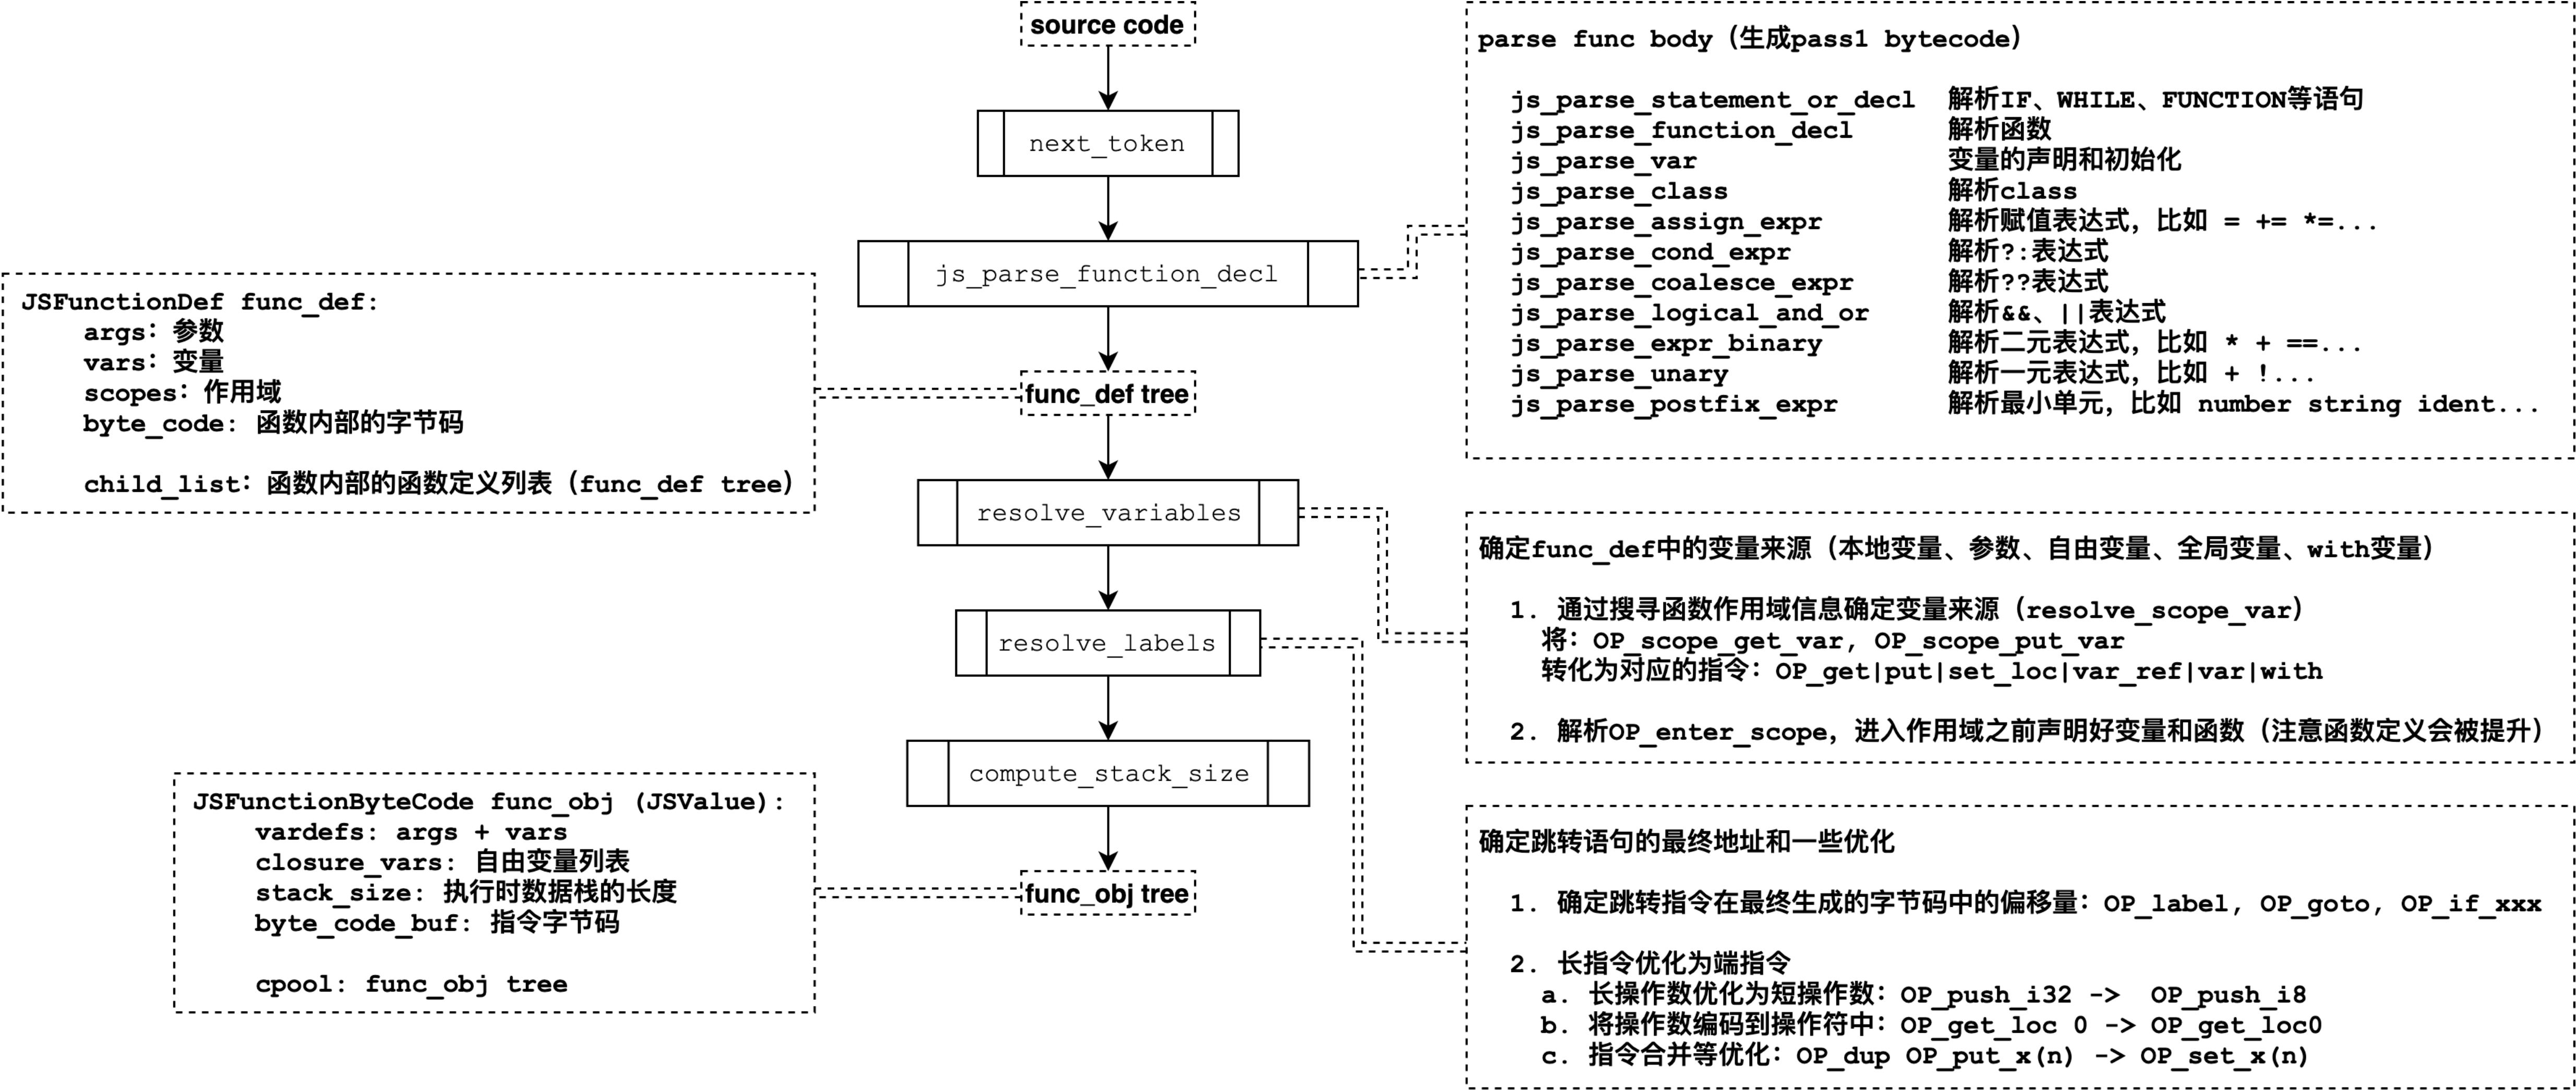 source code
next_token
js_parse_function_decl
func_def tree
resolve_variables
resolve_labels
compute_stack_size
func_obj tree
JSFunctionDef func_def:
args: 参数
vars: 变量
scopes: 作用域
byte_code: 函数内部的字节码
child_list: 函数内部的函数定义列表（func_def tree）
JSFunctionByteCode func_obj (JSValue):
vardefs: args + vars
closure_vars: 自由变量列表
stack_size: 执行时数据栈的长度
byte_code_buf: 指令字节码
cpool: func_obj tree
parse func body（生成pass1 bytecode）
js_parse_statement_or_decl 解析IF、WHILE、FUNCTION等语句
js_parse_function_decl 解析函数
js_parse_var 变量的声明和初始化
js_parse_class 解析class
js_parse_assign_expr 解析赋值表达式，比如 = += *=...
js_parse_cond_expr 解析?:表达式
js_parse_coalesce_expr 解析??表达式
js_parse_logical_and_or 解析&&、||表达式
js_parse_expr_binary 解析二元表达式，比如 * + ==...
js_parse_unary 解析一元表达式，比如 + !...
js_parse_postfix_expr 解析最小单元，比如 number string ident...
确定func_def中的变量来源（本地变量、参数、自由变量、全局变量、with变量）
1. 通过搜寻函数作用域信息确定变量来源（resolve_scope_var）
将：OP_scope_get_var, OP_scope_put_var
转化为对应的指令：OP_get|put|set_loc|var_ref|var|with
2. 解析OP_enter_scope，进入作用域之前声明好变量和函数（注意函数定义会被提升）
确定跳转语句的最终地址和一些优化
1. 确定跳转指令在最终生成的字节码中的偏移量：OP_label, OP_goto, OP_if_xxx
2. 长指令优化为端指令
a. 长操作数优化为短操作数：OP_push_i32 -> OP_push_i8
b. 将操作数编码到操作符中：OP_get_loc 0 -> OP_get_loc0
c. 指令合并等优化：OP_dup OP_put_x(n) -> OP_set_x(n)